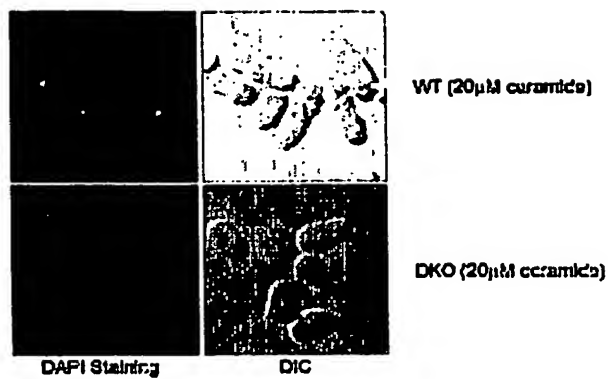 WT (20µM ceramide)
DKO (20µM ceramide)
DAPI Staining
DIC